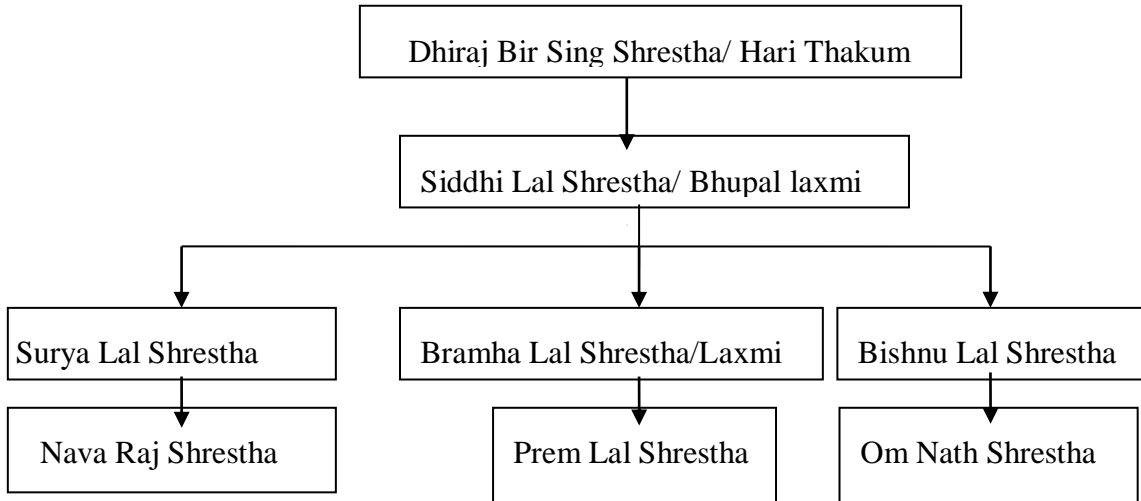 Dhiraj Bir Sing Shrestha/ Hari Thakum
Siddhi Lal Shrestha/ Bhupal laxmi
Surya Lal Shrestha
Bramha Lal Shrestha/Laxmi
Bishnu Lal Shrestha
Nava Raj Shrestha
Prem Lal Shrestha
Om Nath Shrestha